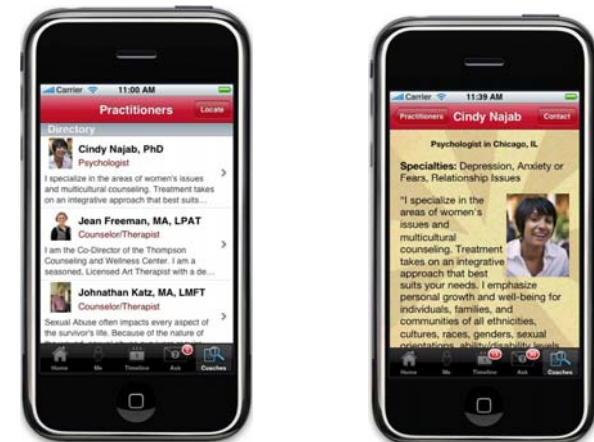 Carrier 11:00 AM
Practitioners Locate
Directory
Cindy Najab, PhD
Psychologist
I specialize in the areas of women's issues
and multicultural counseling. Treatment takes
on an integrative approach that best suits...
Jean Freeman, MA, LPAT
Counselor/Therapist
I am the Co-Director of the Thompson
Counseling and Wellness Center. I am a
seasoned, Licensed Art Therapist with a de...
Johnathan Katz, MA, LMFT
Counselor/Therapist
Sexual Abuse often impacts every aspect of
the survivor's life. Because of the nature of
Home Me Timeline Ask Coaches
Carrier 11:39 AM
Practitioners Cindy Najab Contact
Psychologist in Chicago, IL
Specialties: Depression, Anxiety or
Fears, Relationship Issues
"I specialize in the
areas of women's
issues and
multicultural
counseling. Treatment
takes on an integrative
approach that best
suits your needs. I emphasize
personal growth and well-being for
individuals, families, and
communities of all ethnicities,
cultures, races, genders, sexual
orientations, ability/disability levels
Home Me Timeline Ask Coaches